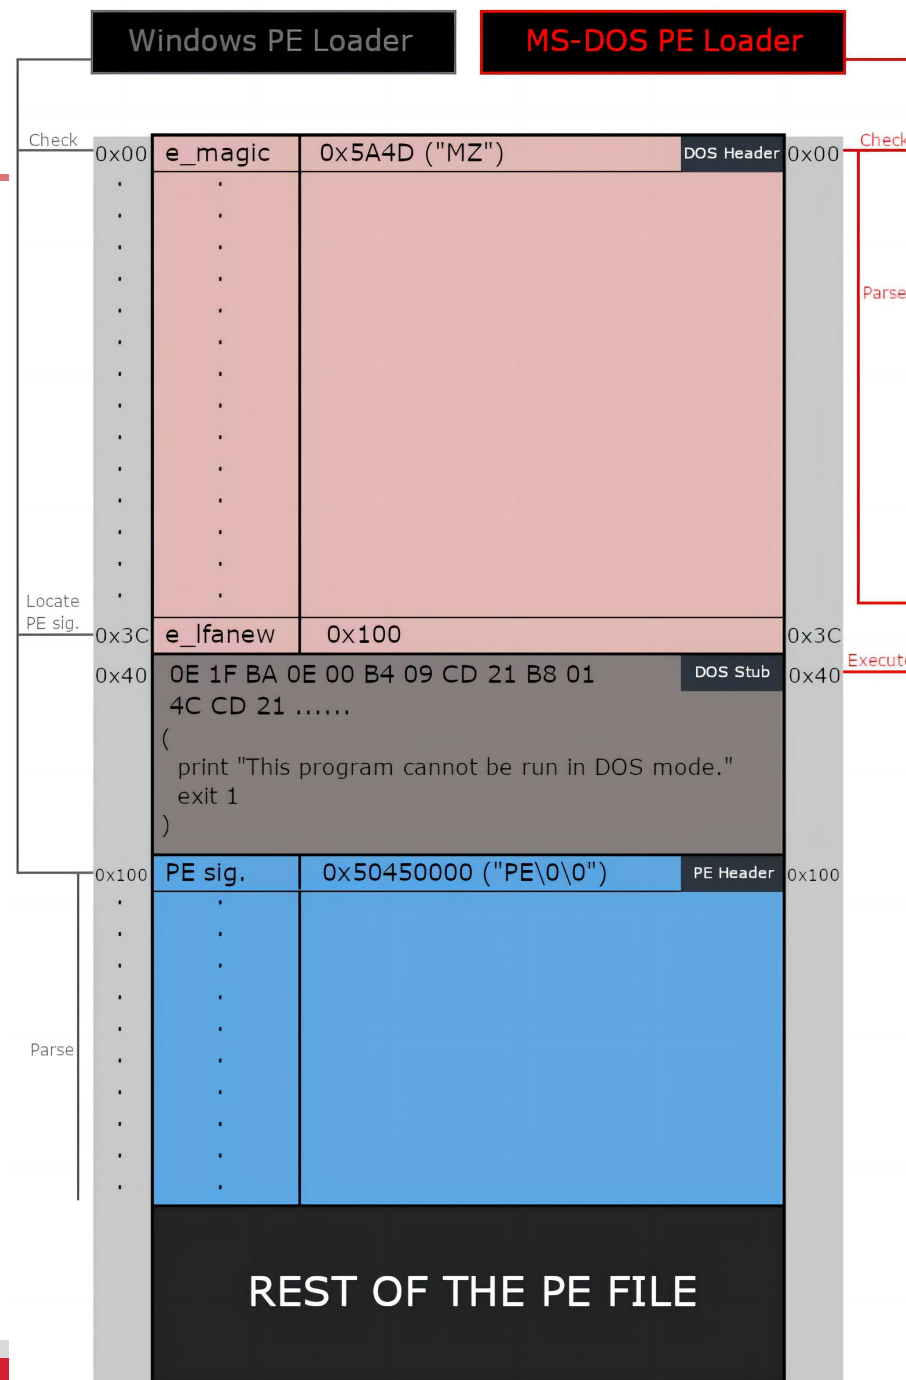 Windows PE Loader
MS-DOS PE Loader
Check
0x00
e_magic
0x5A4D ("MZ")
DOS Header
0x00
Check
Parse
Locate
PE sig.
0x3C
e_lfanew
0x100
0x3C
0x40
0E 1F BA 0E 00 B4 09 CD 21 B8 01
DOS Stub
0x40
Execute
4C CD 21 ......
(
print "This program cannot be run in DOS mode."
exit 1
)
0x100
PE sig.
0x50450000 ("PE\0\0")
PE Header
0x100
Parse
REST OF THE PE FILE